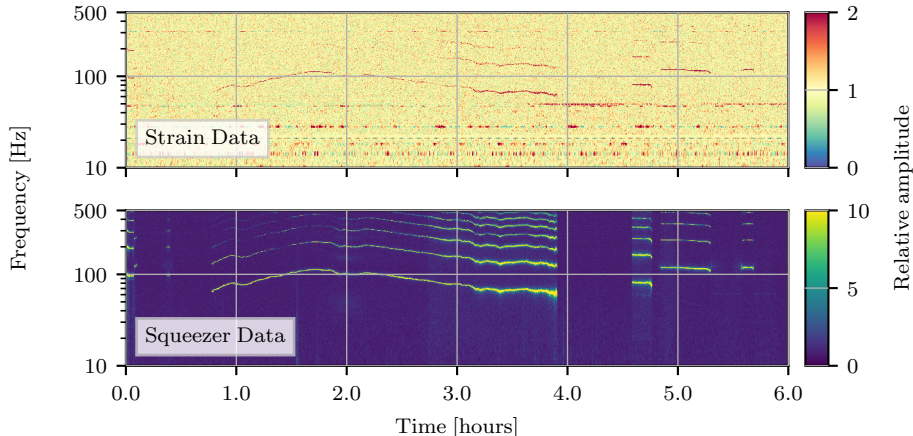 500
100
10
Strain Data
2
1
0
Frequency [Hz]
Relative amplitude
500
100
10
Squeezer Data
10
5
0
0.0 1.0 2.0 3.0 4.0 5.0 6.0
Time [hours]